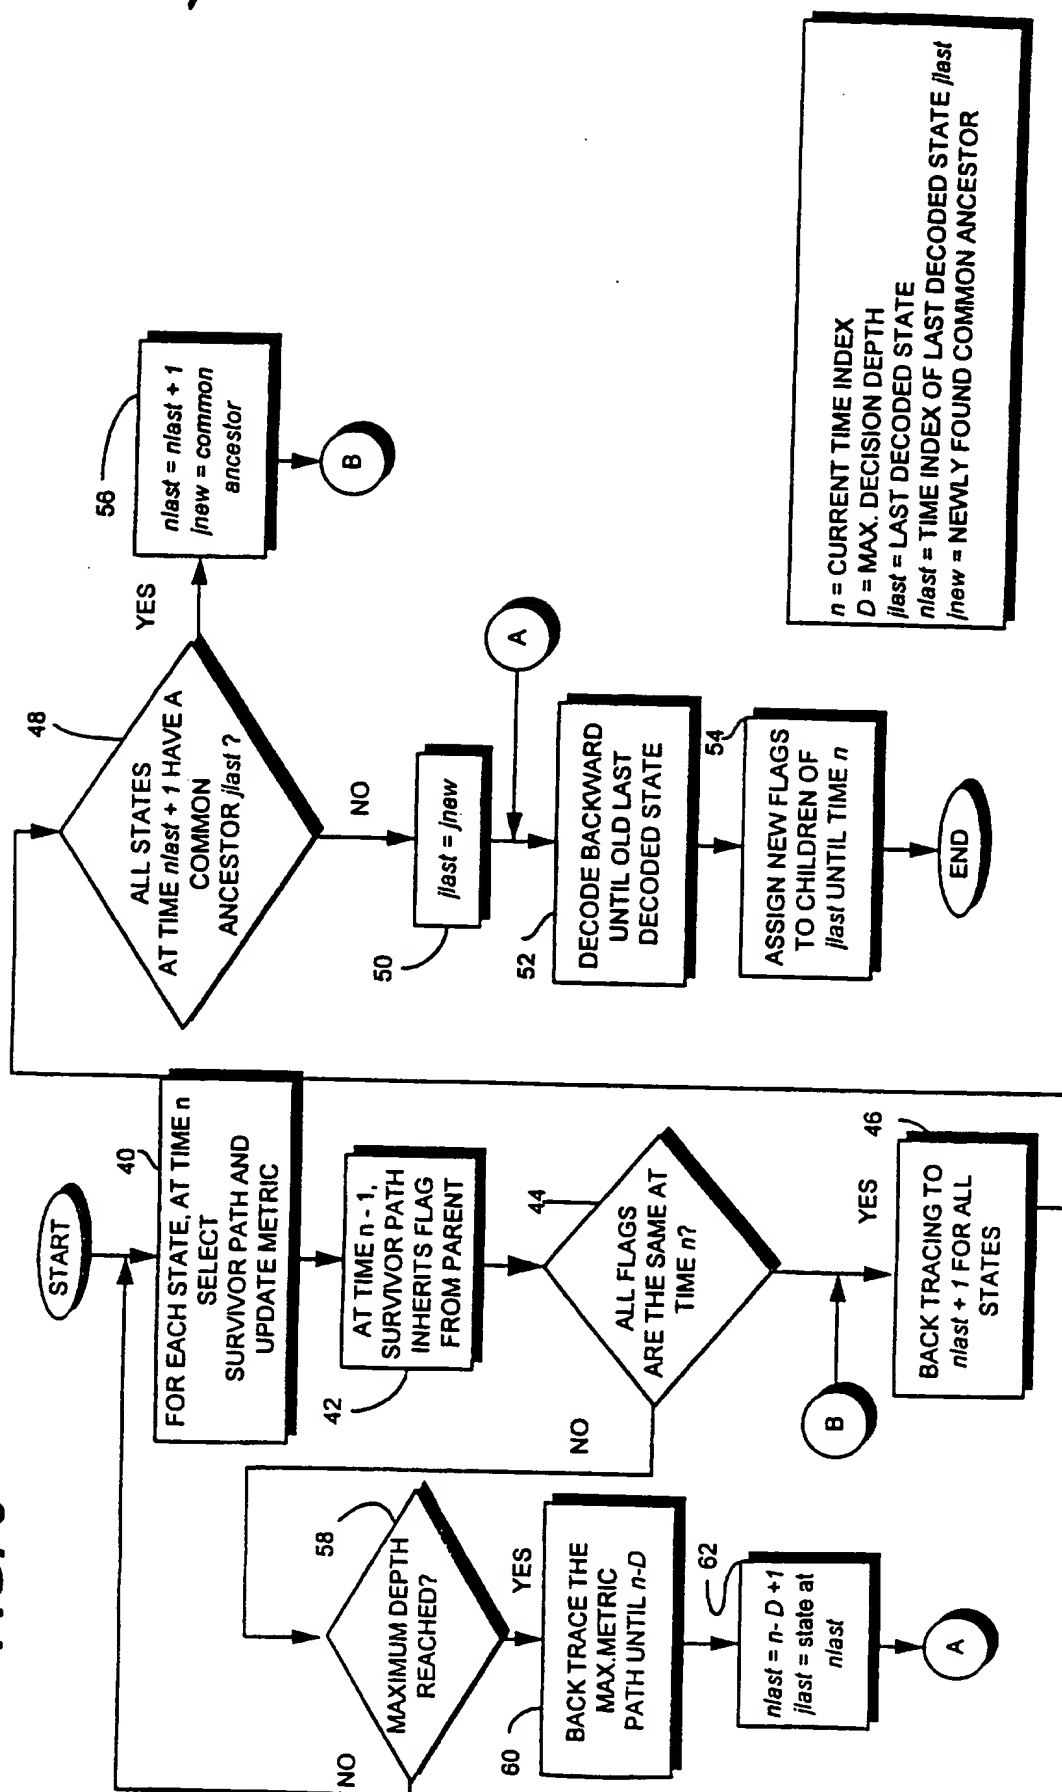 START
40
FOR EACH STATE, AT TIME n
SELECT
SURVIVOR PATH AND
UPDATE METRIC
42
AT TIME n - 1,
SURVIVOR PATH
INHERITS FLAG
FROM PARENT
44
ALL FLAGS
ARE THE SAME AT
TIME n?
NO
YES
B
46
BACK TRACING TO
nlast + 1 FOR ALL
STATES
58
MAXIMUM DEPTH
REACHED?
NO
YES
60
BACK TRACE THE
MAX.METRIC
PATH UNTIL n-D
62
nlast = n- D +1
jlast = state at
nlast
A
48
ALL STATES
AT TIME nlast + 1 HAVE A
COMMON
ANCESTOR jlast ?
YES
NO
56
nlast = nlast + 1
jnew = common
ancestor
B
50
jlast = jnew
A
52
DECODE BACKWARD
UNTIL OLD LAST
DECODED STATE
54
ASSIGN NEW FLAGS
TO CHILDREN OF
jlast UNTIL TIME n
END
n = CURRENT TIME INDEX
D = MAX. DECISION DEPTH
jlast = LAST DECODED STATE
nlast = TIME INDEX OF LAST DECODED STATE jlast
jnew = NEWLY FOUND COMMON ANCESTOR